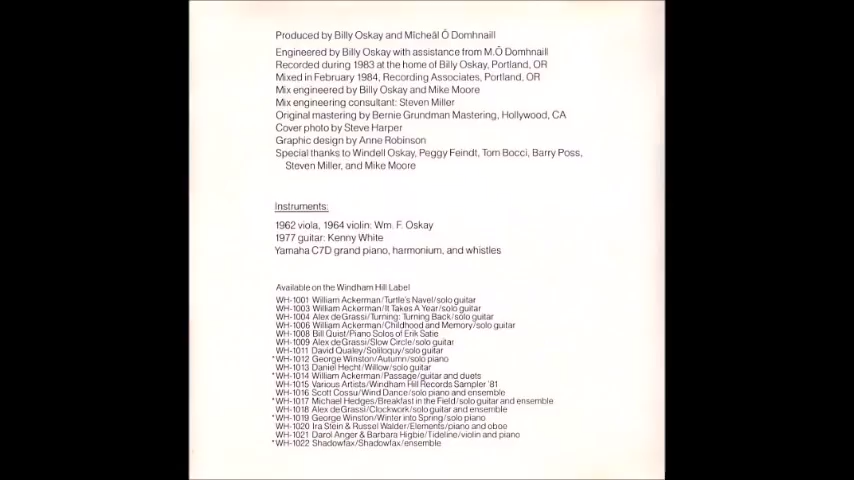 Produced by Billy Oskay and Mícheál Ó Domhnaill
Engineered by Billy Oskay with assistance from M.Ó Domhnaill
Recorded during 1983 at the home of Billy Oskay, Portland, OR
Mixed in February 1984, Recording Associates, Portland, OR
Mix engineered by Billy Oskay and Mike Moore
Mix engineering consultant: Steven Miller
Original mastering by Bernie Grundman Mastering, Hollywood, CA
Cover photo by Steve Harper
Graphic design by Anne Robinson
Special thanks to Windell Oskay, Peggy Feindt, Tom Bocci, Barry Poss,
Steven Miller, and Mike Moore
Instruments:
1962 viola, 1964 violin: Wm. F. Oskay
1977 guitar: Kenny White
Yamaha C7D grand piano, harmonium, and whistles
Available on the Windham Hill Label
WH-1001 William Ackerman/Turtle's Navel/solo guitar
WH-1003 William Ackerman/It Takes A Year/solo guitar
WH-1004 Alex deGrassi/Turning: Turning Back/solo guitar
WH-1006 William Ackerman/Childhood and Memory/solo guitar
WH-1008 Bill Quist/Piano Solos of Erik Satie
WH-1009 Alex deGrassi/Slow Circle/solo guitar
WH-1011 David Qualey/Soliloquy/solo guitar
*WH-1012 George Winston/Autumn/solo piano
WH-1013 Daniel Hecht/Willow/solo guitar
*WH-1014 William Ackerman/Passage/guitar and duets
WH-1015 Various Artists/Windham Hill Records Sampler '81
WH-1016 Scott Cossu/Wind Dance/solo piano and ensemble
*WH-1017 Michael Hedges/Breakfast in the Field/solo guitar and ensemble
WH-1018 Alex deGrassi/Clockwork/solo guitar and ensemble
*WH-1019 George Winston/Winter into Spring/solo piano
WH-1020 Ira Stein & Russel Walder/Elements/piano and oboe
WH-1021 Darol Anger & Barbara Higbie/Tideline/violin and piano
*WH-1022 Shadowfax/Shadowfax/ensemble